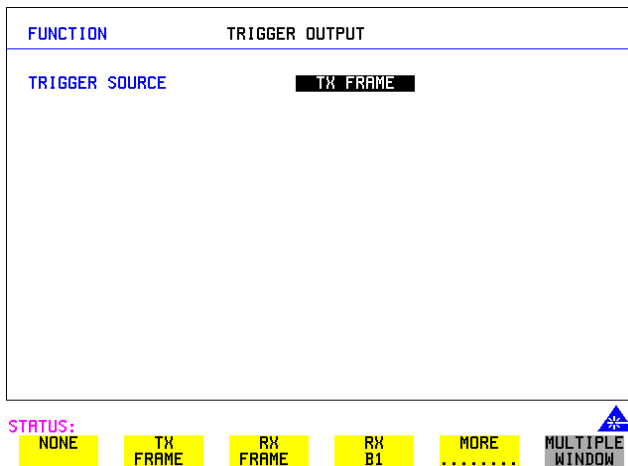 FUNCTION TRIGGER OUTPUT
TRIGGER SOURCE TX FRAME
STATUS:
NONE TX FRAME RX FRAME RX B1 MORE ........ MULTIPLE WINDOW